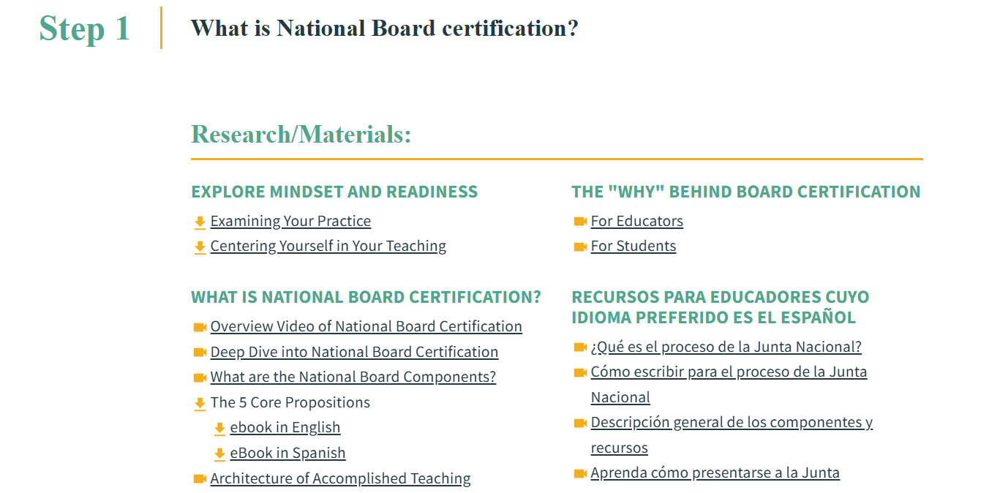 Step 1
What is National Board certification?
Research/Materials:
EXPLORE MINDSET AND READINESS
Examining Your Practice
Centering Yourself in Your Teaching
THE "WHY" BEHIND BOARD CERTIFICATION
For Educators
For Students
WHAT IS NATIONAL BOARD CERTIFICATION?
Overview Video of National Board Certification
Deep Dive into National Board Certification
What are the National Board Components?
The 5 Core Propositions
ebook in English
eBook in Spanish
Architecture of Accomplished Teaching
RECURSOS PARA EDUCADORES CUYO
IDIOMA PREFERIDO ES EL ESPAÑOL
¿Qué es el proceso de la Junta Nacional?
Cómo escribir para el proceso de la Junta
Nacional
Descripción general de los componentes y
recursos
Aprenda cómo presentarse a la Junta